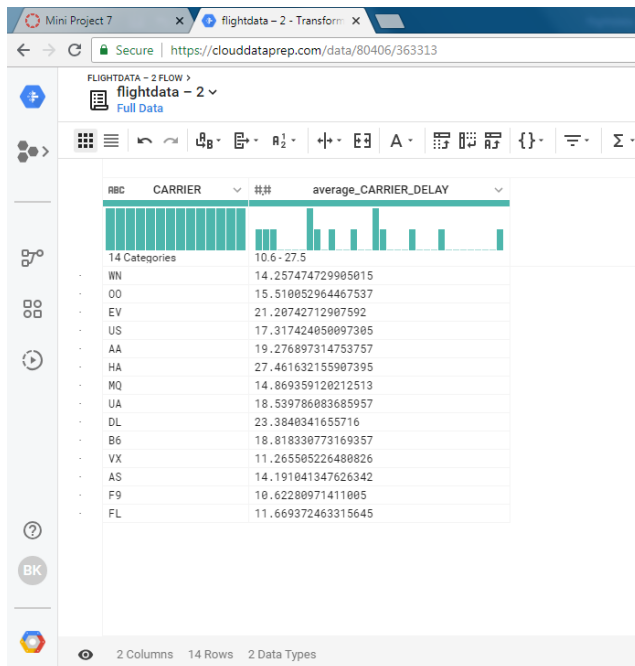 Mini Project 7
flightdata – 2 - Transform
Secure https://clouddataprep.com/data/80406/363313
FLIGHTDATA – 2 FLOW >
flightdata – 2
Full Data
ABC CARRIER #.# average_CARRIER_DELAY
14 Categories 10.6 - 27.5
WN 14.257474729905015
OO 15.510052964467537
EV 21.20742712907592
US 17.317424050097305
AA 19.276897314753757
HA 27.461632155907395
MQ 14.869359120212513
UA 18.539786083685957
DL 23.3840341655716
B6 18.818330773169357
VX 11.265505226480826
AS 14.191041347626342
F9 10.62280971411005
FL 11.669372463315645
BK
2 Columns 14 Rows 2 Data Types